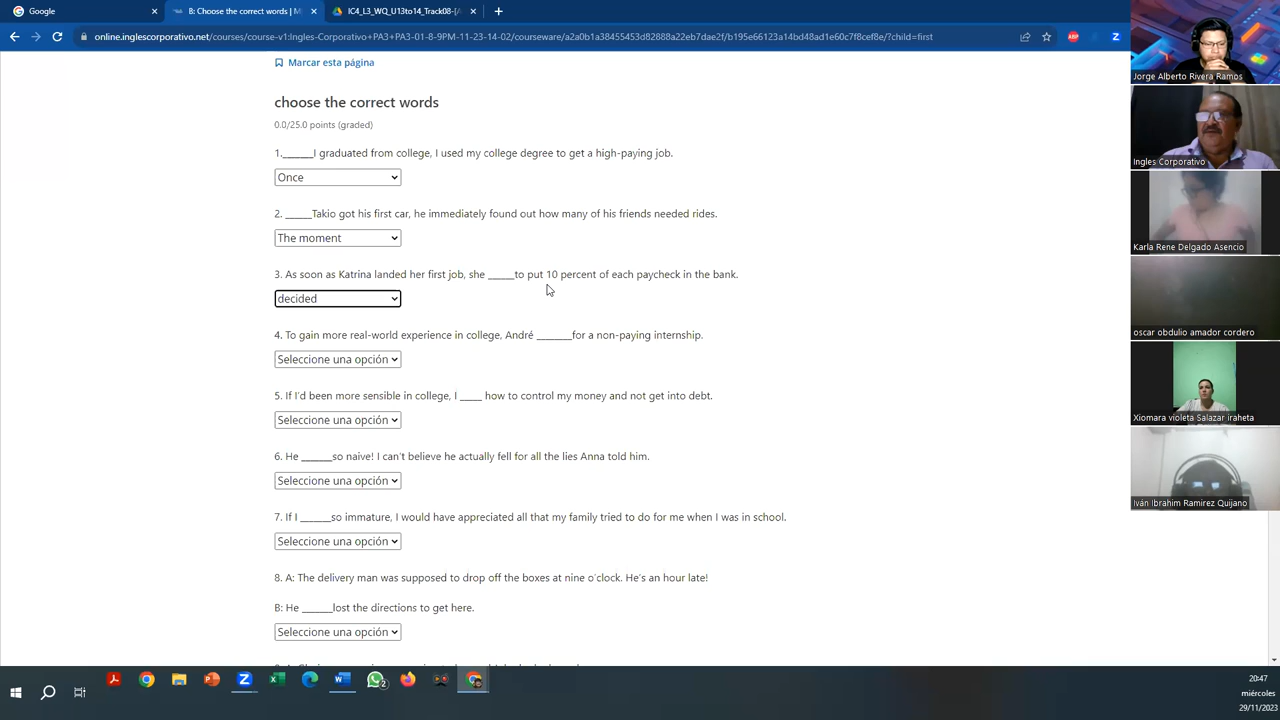 Google
B: Choose the correct words | M
IC4_L3_WQ_U13to14_Track08-[A
online.inglescorporativo.net/courses/course-v1:Ingles-Corporativo+PA3+PA3-01-8-9PM-11-23-14-02/courseware/a2a0b1a38455453d82888a22eb7dae2f/b195e66123a14bd48ad1e60c7f8cef8e/?child=first
Marcar esta página
choose the correct words
0.0/25.0 points (graded)
1.______I graduated from college, I used my college degree to get a high-paying job.
Once
2. _____Takio got his first car, he immediately found out how many of his friends needed rides.
The moment
3. As soon as Katrina landed her first job, she _____to put 10 percent of each paycheck in the bank.
decided
4. To gain more real-world experience in college, André _______for a non-paying internship.
Seleccione una opción
5. If I'd been more sensible in college, I ____ how to control my money and not get into debt.
Seleccione una opción
6. He ______so naive! I can't believe he actually fell for all the lies Anna told him.
Seleccione una opción
7. If I ______so immature, I would have appreciated all that my family tried to do for me when I was in school.
Seleccione una opción
8. A: The delivery man was supposed to drop off the boxes at nine o'clock. He's an hour late!
B: He ______lost the directions to get here.
Seleccione una opción
Jorge Alberto Rivera Ramos
Ingles Corporativo
Karla Rene Delgado Asencio
oscar obdulio amador cordero
Xiomara violeta Salazar iraheta
Iván Ibrahim Ramirez Quijano
2
20:47
miércoles
29/11/2023